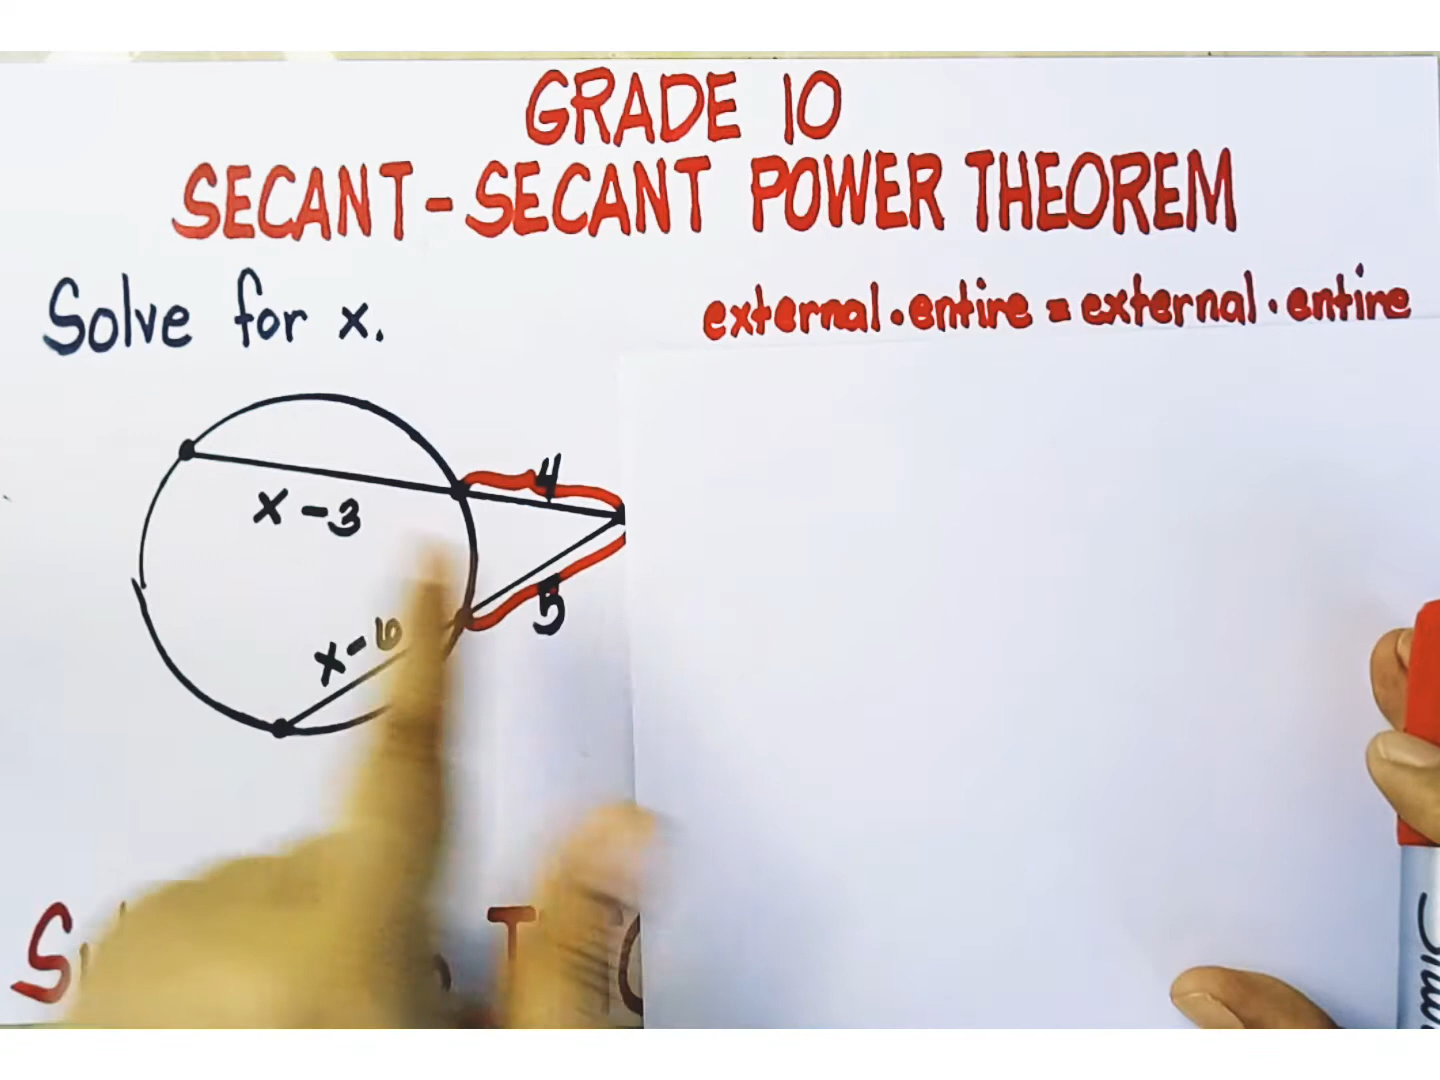 GRADE 10
SECANT-SECANT POWER THEOREM
Solve for x.
external . entire = external . entire
4
x - 3
5
x - 6